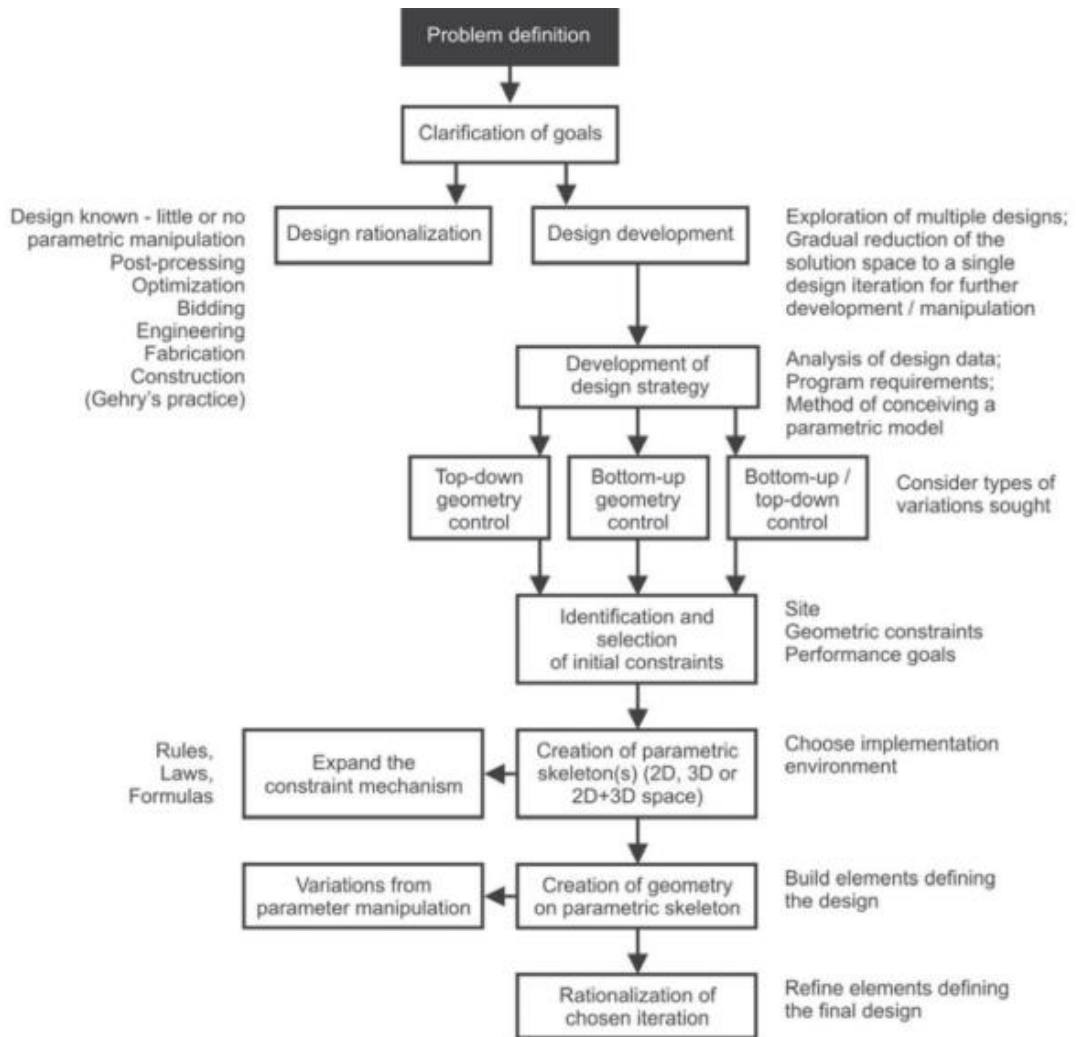 Problem definition
Clarification of goals
Design known - little or no
parametric manipulation
Post-prcessing
Optimization
Bidding
Engineering
Fabrication
Construction
(Gehry's practice)
Design rationalization
Design development
Exploration of multiple designs;
Gradual reduction of the
solution space to a single
design iteration for further
development / manipulation
Development of
design strategy
Analysis of design data;
Program requirements;
Method of conceiving a
parametric model
Top-down
geometry
control
Bottom-up
geometry
control
Bottom-up /
top-down
control
Consider types of
variations sought
Identification and
selection
of initial constraints
Site
Geometric constraints
Performance goals
Rules,
Laws,
Formulas
Expand the
constraint mechanism
Creation of parametric
skeleton(s) (2D, 3D or
2D+3D space)
Choose implementation
environment
Variations from
parameter manipulation
Creation of geometry
on parametric skeleton
Build elements defining
the design
Rationalization of
chosen iteration
Refine elements defining
the final design